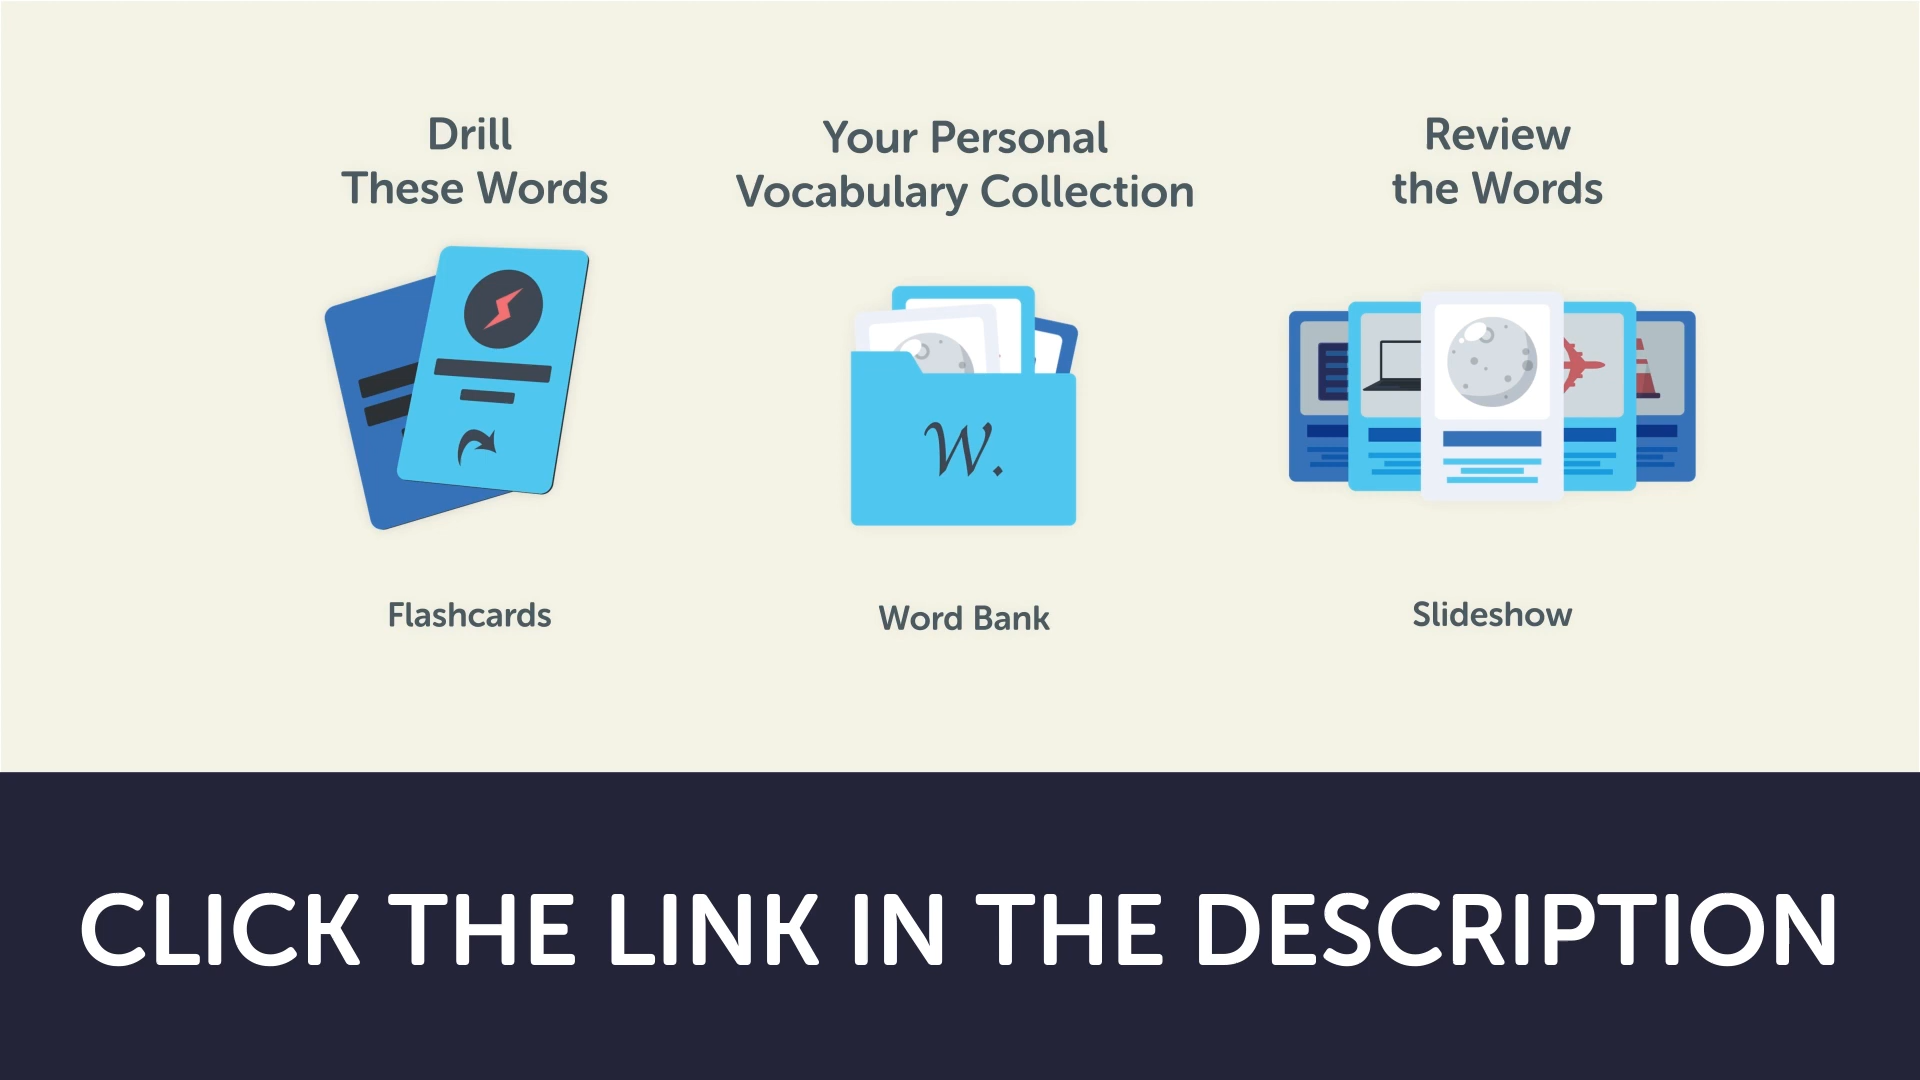 Drill
These Words
Your Personal
Vocabulary Collection
Review
the Words
W.
Flashcards
Word Bank
Slideshow
CLICK THE LINK IN THE DESCRIPTION